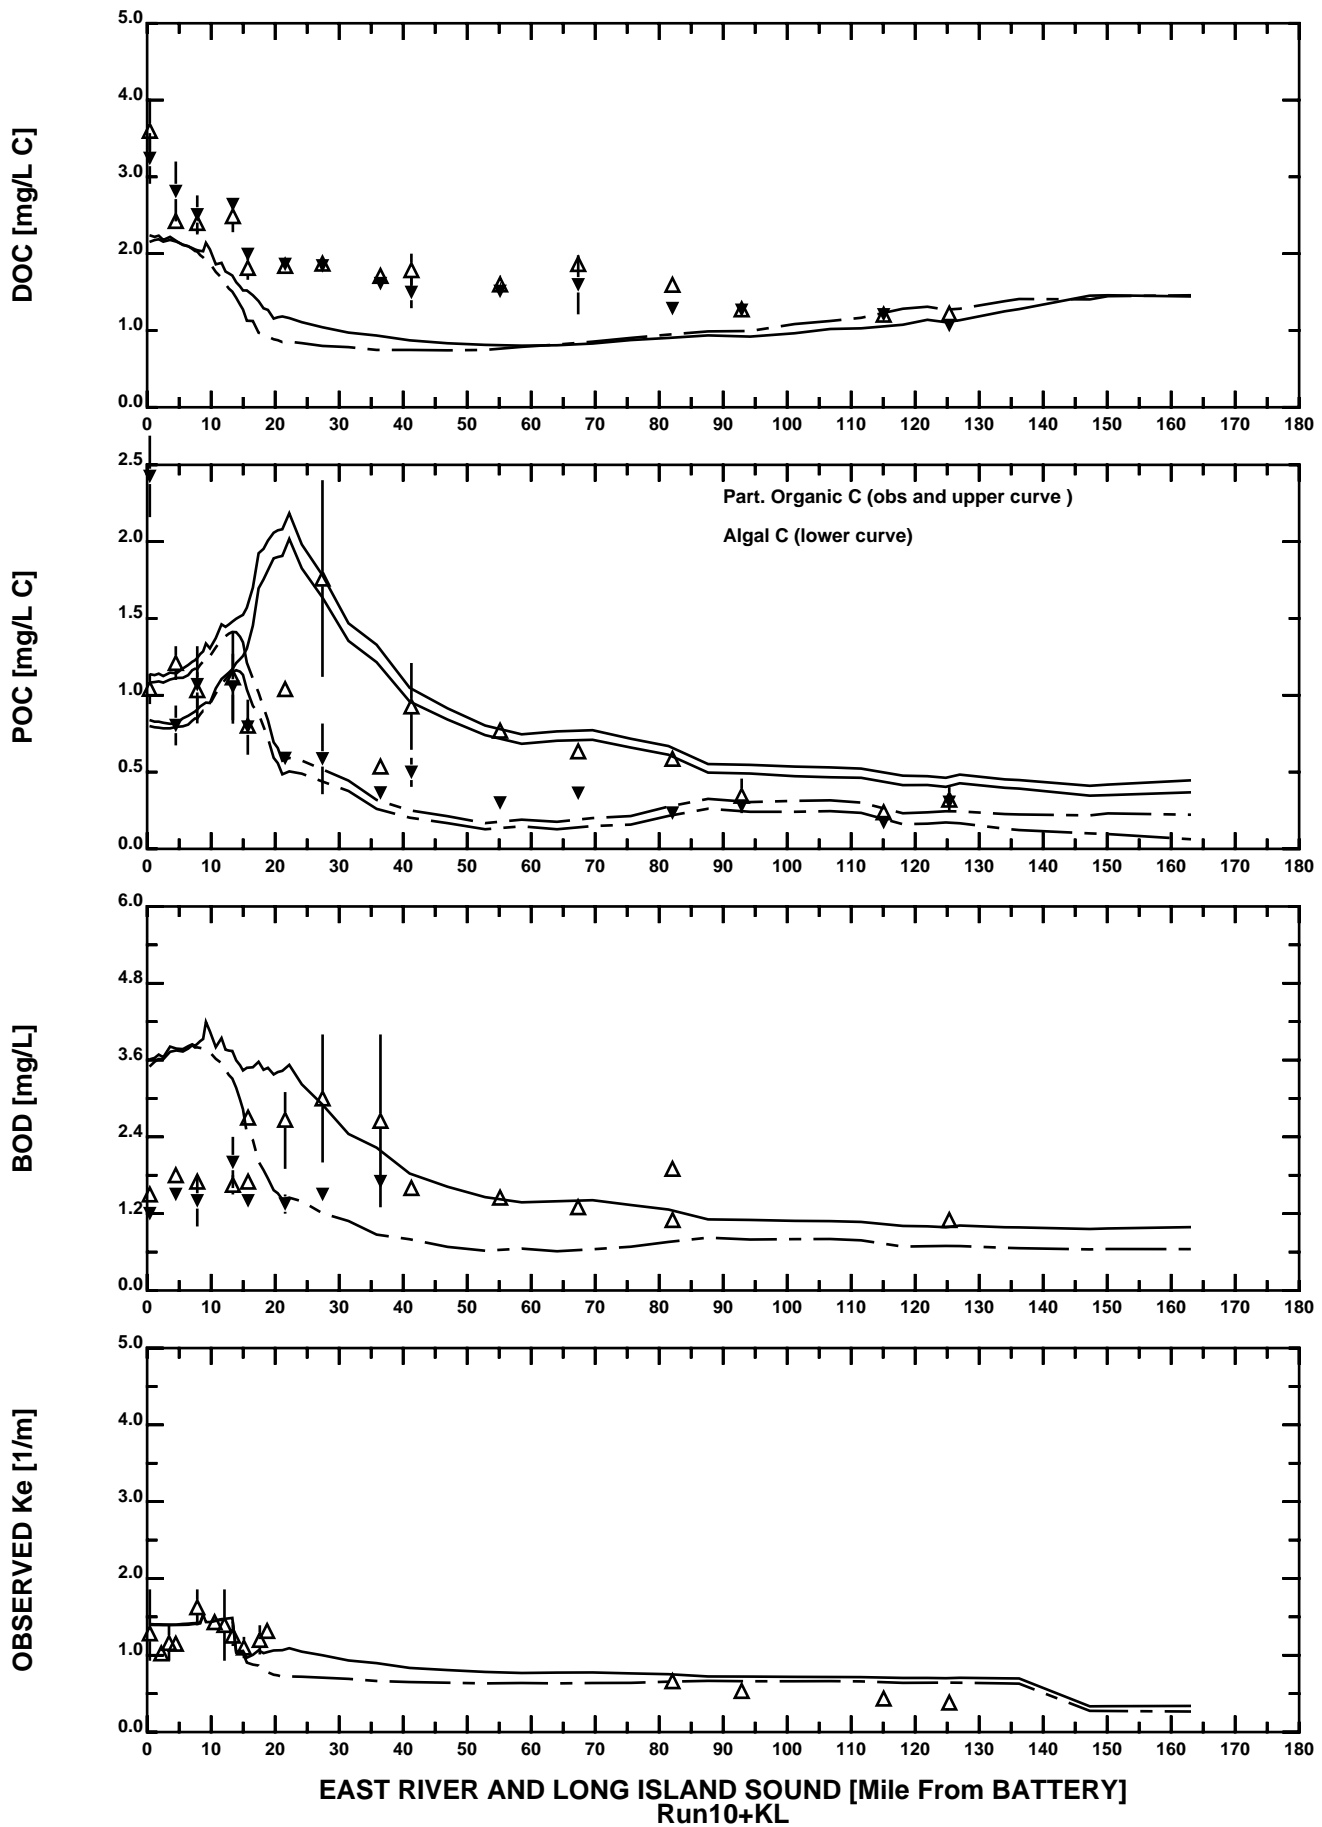 DOC [mg/L C]
5.0
4.0
3.0
2.0
1.0
0.0
0 10 20 30 40 50 60 70 80 90 100 110 120 130 140 150 160 170 180
POC [mg/L C]
2.5
2.0
1.5
1.0
0.5
0.0
Part. Organic C (obs and upper curve )
Algal C (lower curve)
0 10 20 30 40 50 60 70 80 90 100 110 120 130 140 150 160 170 180
BOD [mg/L]
6.0
4.8
3.6
2.4
1.2
0.0
0 10 20 30 40 50 60 70 80 90 100 110 120 130 140 150 160 170 180
OBSERVED Ke [1/m]
5.0
4.0
3.0
2.0
1.0
0.0
0 10 20 30 40 50 60 70 80 90 100 110 120 130 140 150 160 170 180
EAST RIVER AND LONG ISLAND SOUND [Mile From BATTERY]
Run10+KL